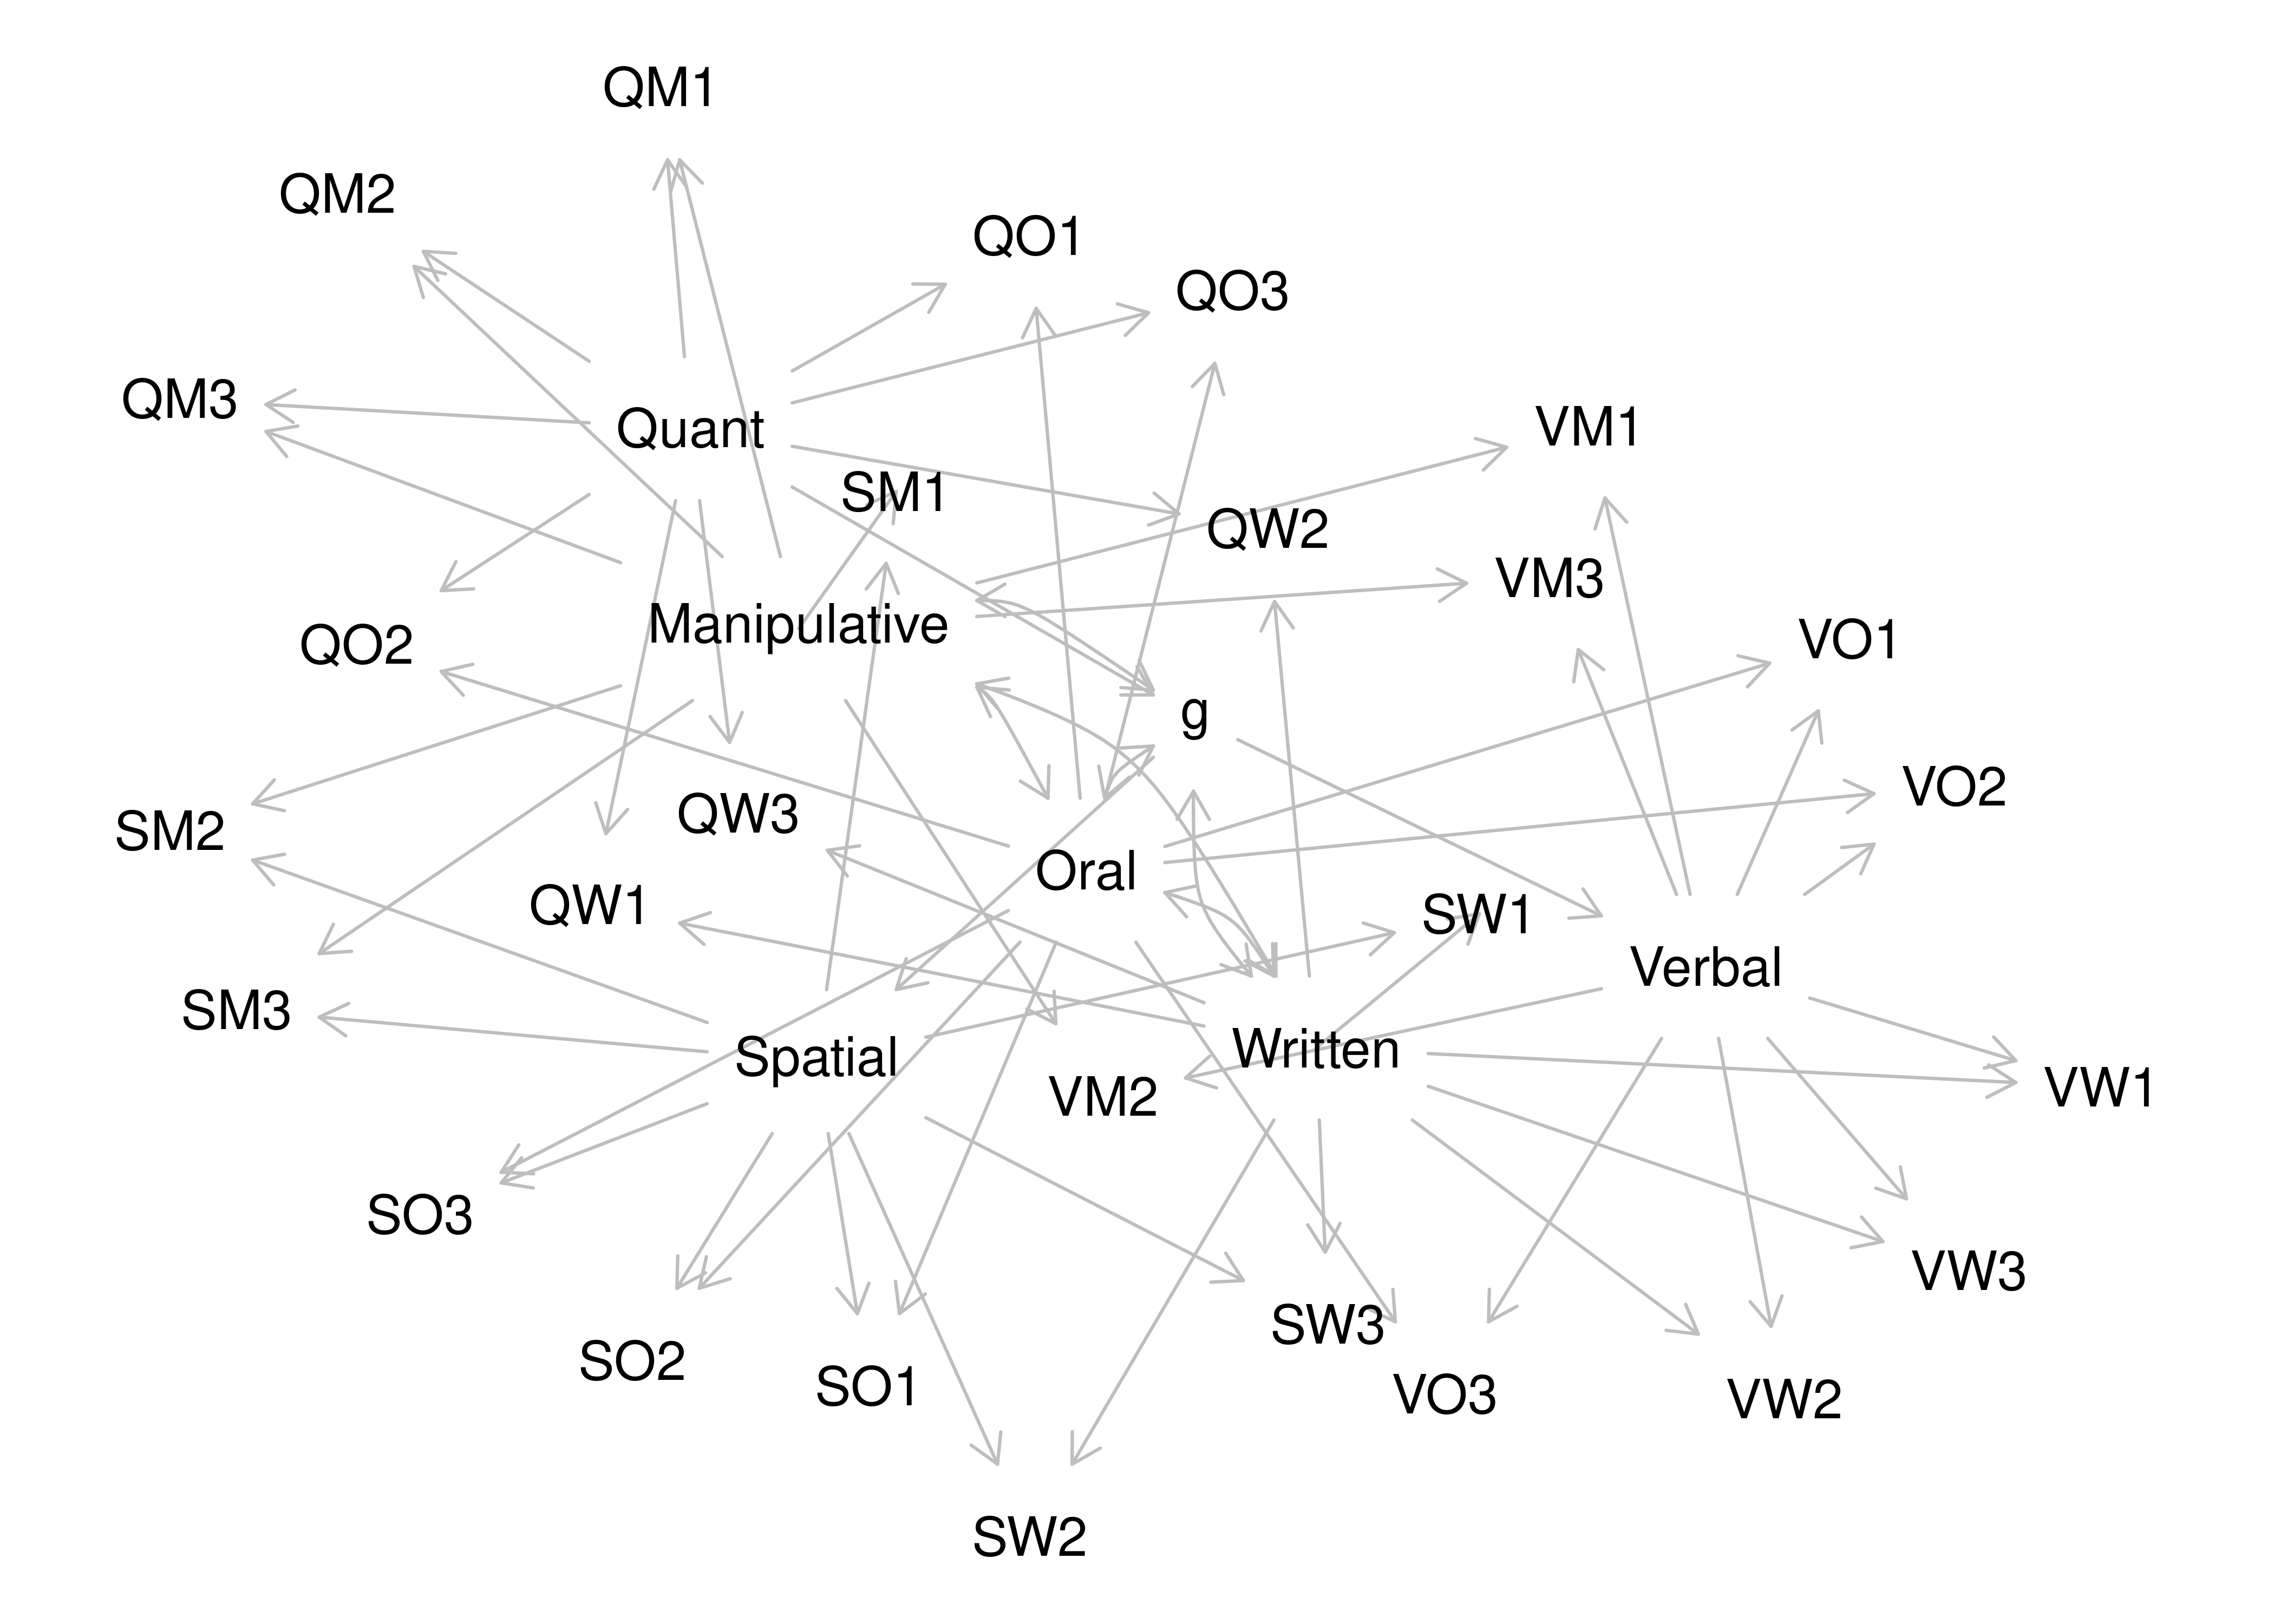 QM1
QM2
QO1
QO3
QM3
Quant
VM1
SM1
QW2
VM3
Manipulative
QO2
VO1
g
VO2
QW3
SM2
Oral
QW1
SW1
Verbal
SM3
Written
Spatial
VM2
VW1
SO3
VW3
SW3
SO2
SO1
VO3
VW2
SW2